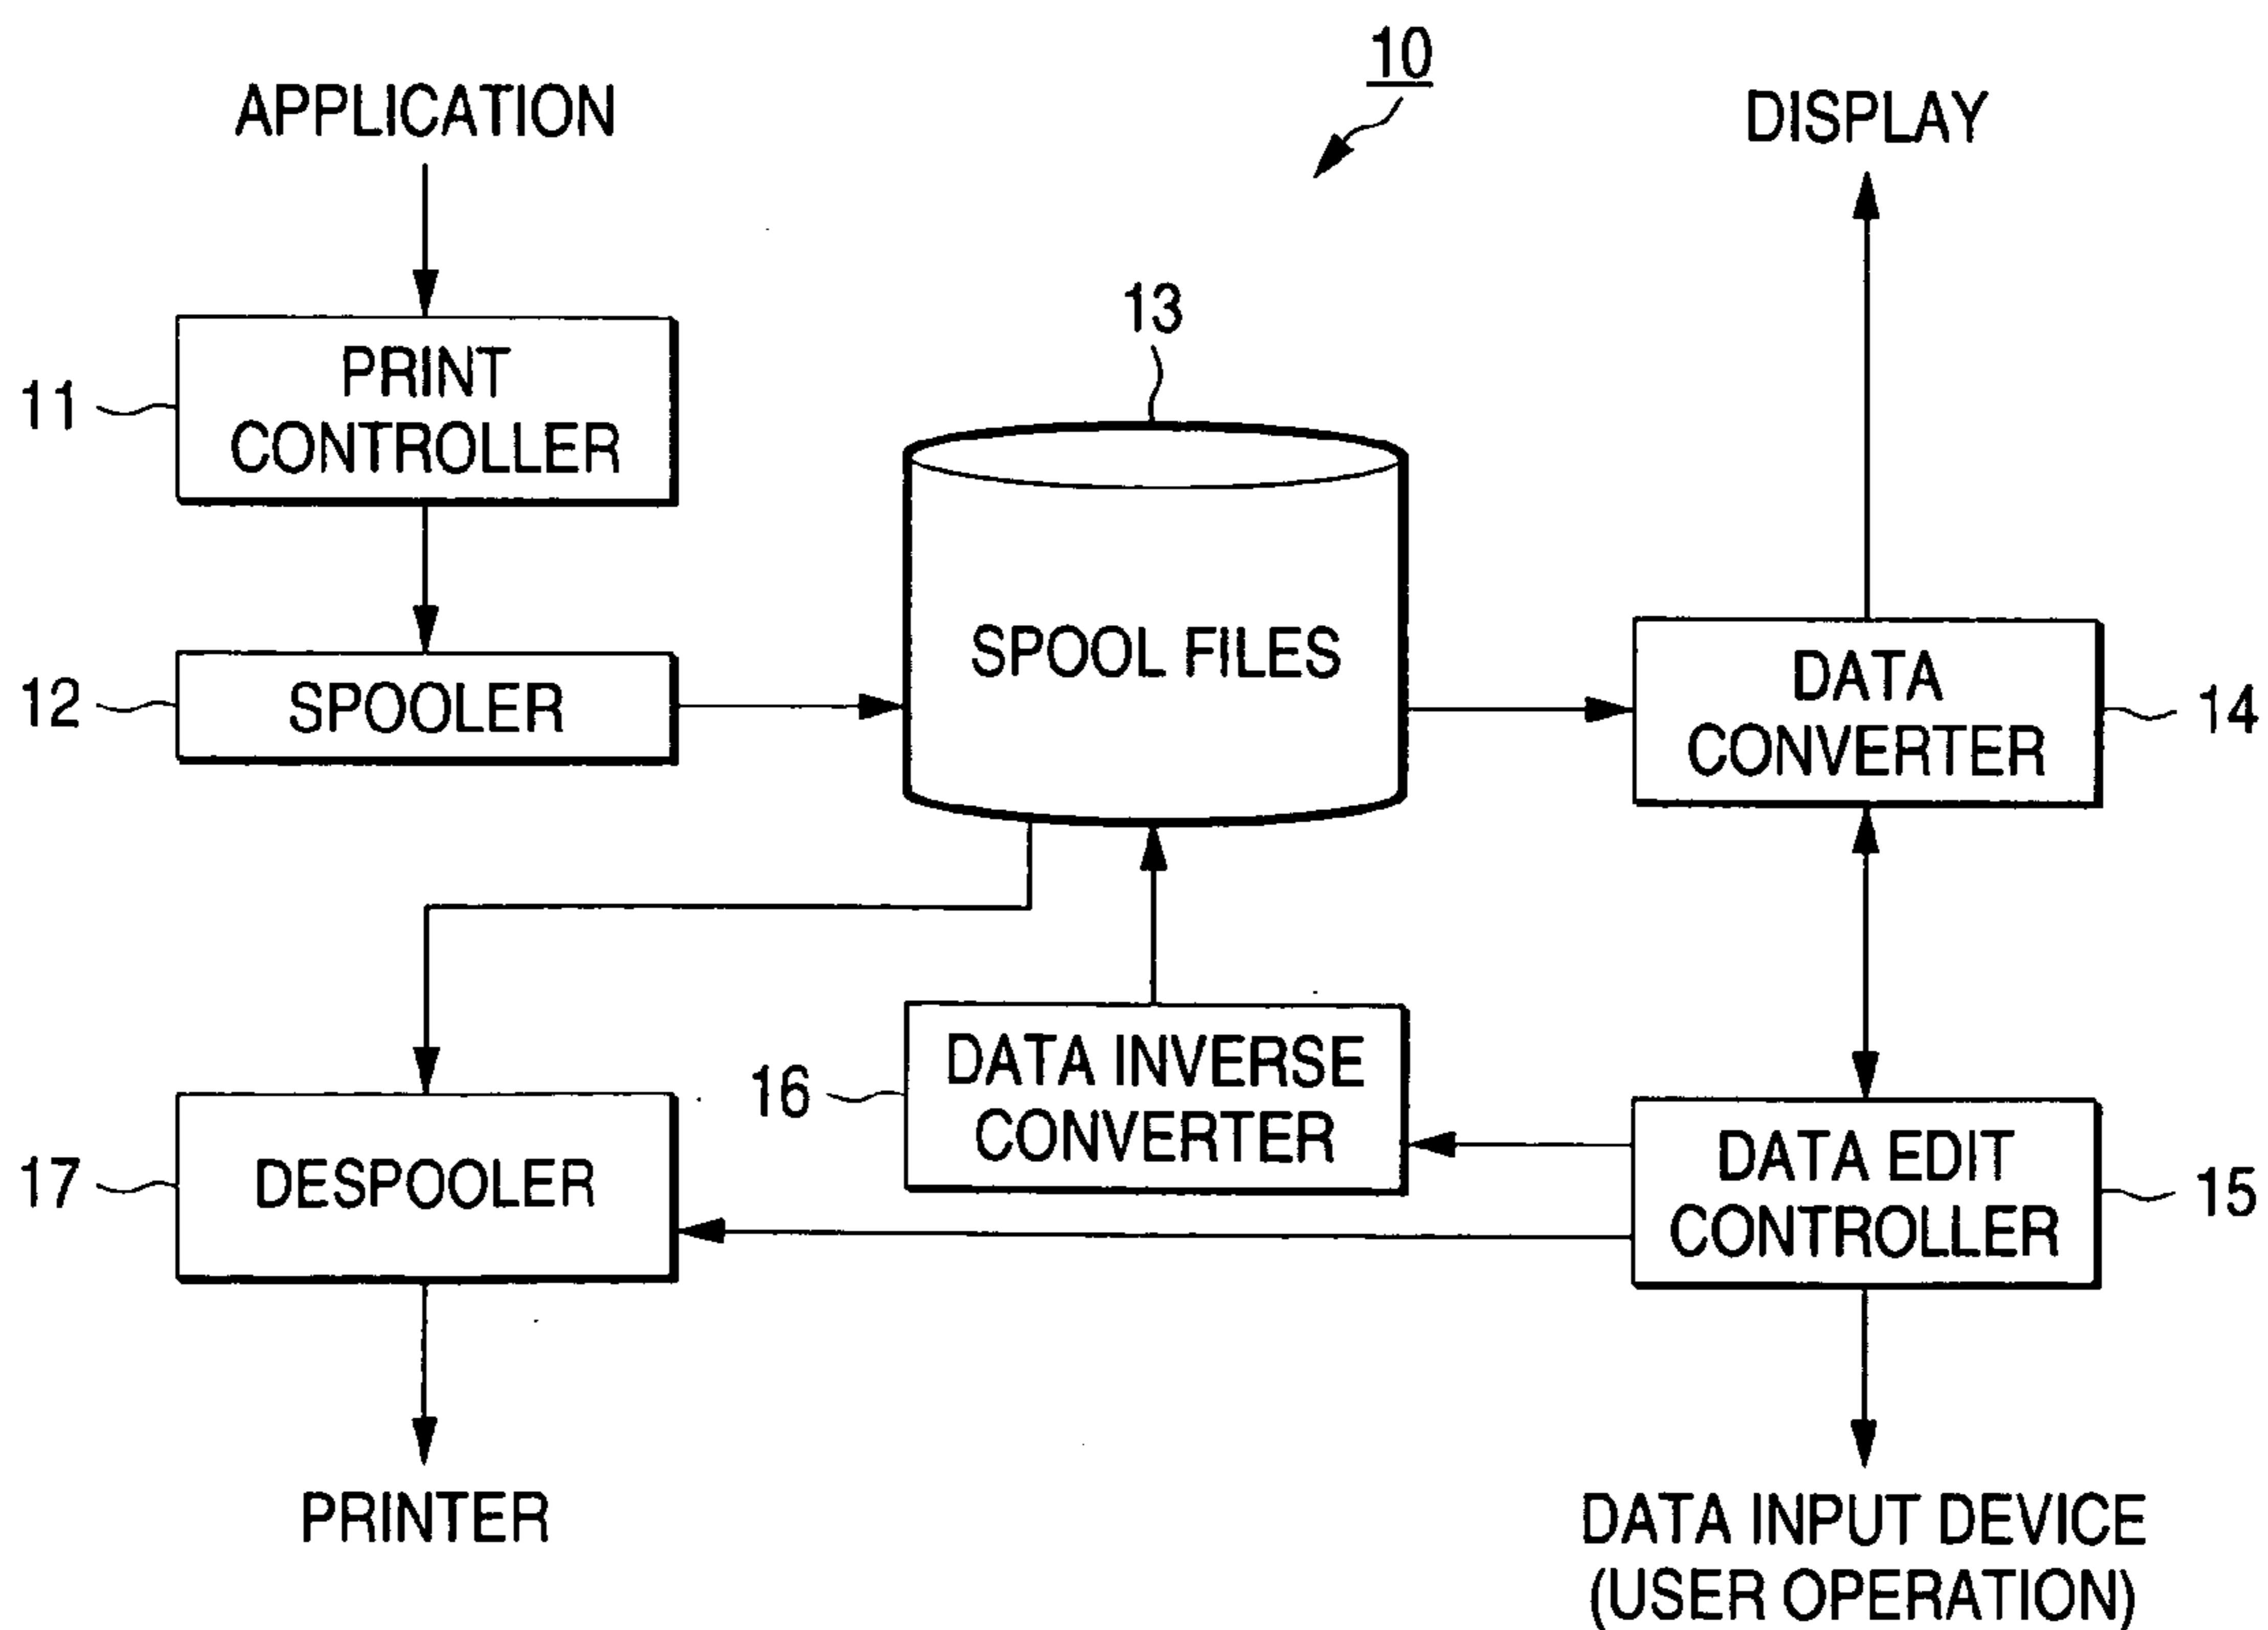 10
APPLICATION
DISPLAY
13
11
PRINT
CONTROLLER
12
SPOOLER
SPOOL FILES
DATA
CONVERTER
14
16
DATA INVERSE
CONVERTER
17
DESPOOLER
DATA EDIT
CONTROLLER
15
PRINTER
DATA INPUT DEVICE
(USER OPERATION)